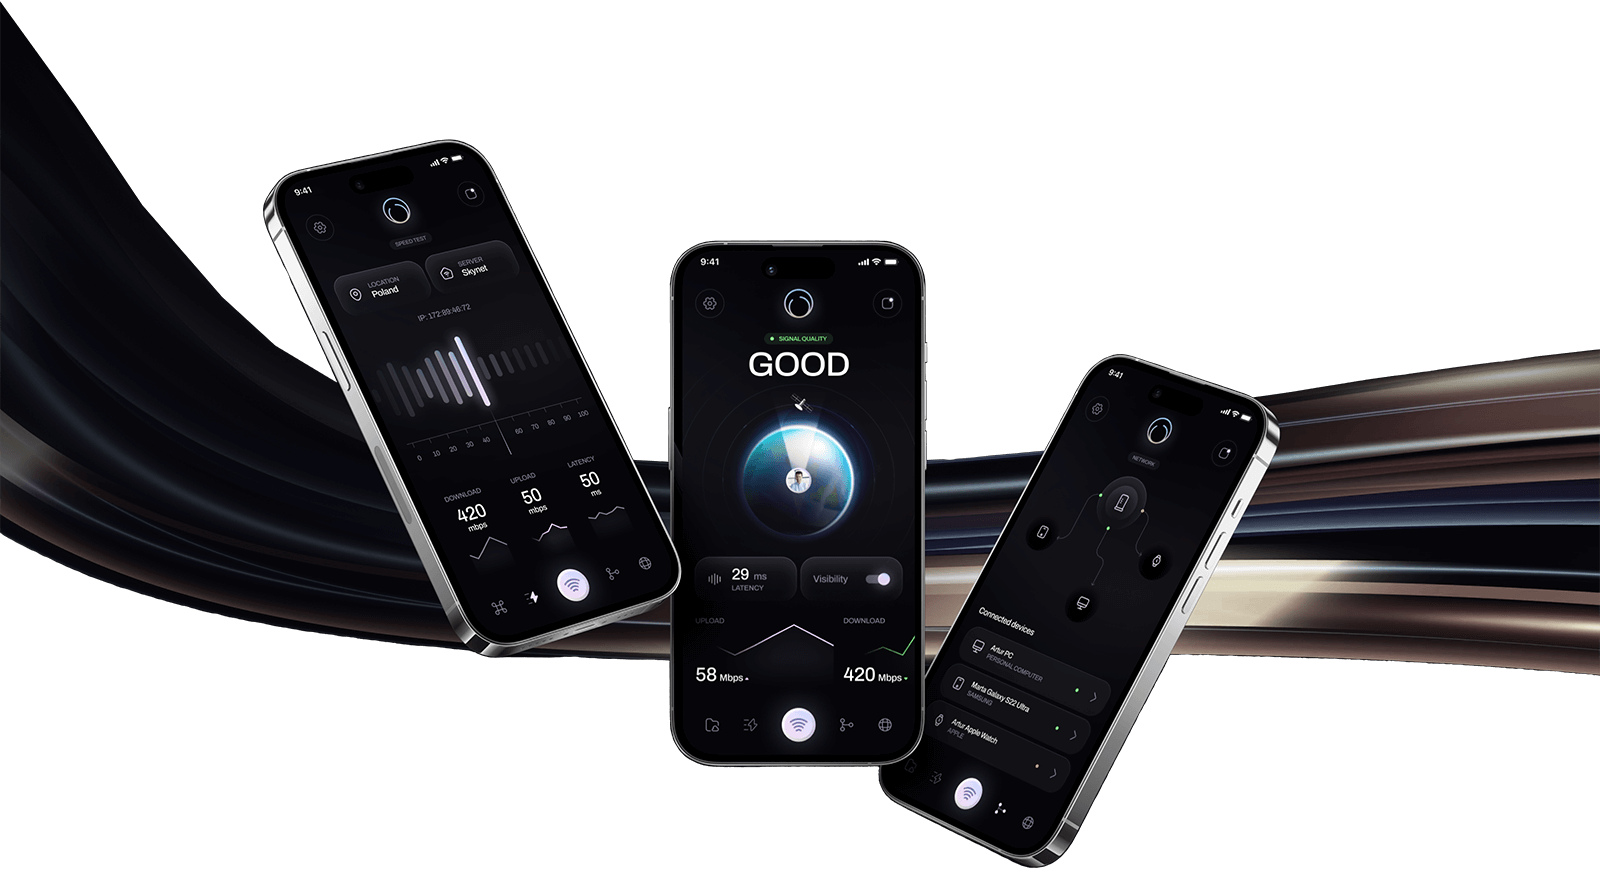 9:41
SPEED TEST
LOCATION
Poland
SERVER
Skynet
IP: 172:89:46:72
0 10 20 30 40 60 70 80 90 100
DOWNLOAD
420
mbps
UPLOAD
50
mbps
LATENCY
50
ms
9:41
SIGNAL QUALITY
GOOD
29 ms
LATENCY
Visibility
UPLOAD
58 Mbps
DOWNLOAD
420 Mbps
9:41
NETWORK
Connected devices
Artur PC
PERSONAL COMPUTER
Marta Galaxy S22 Ultra
SAMSUNG
Artur Apple Watch
APPLE